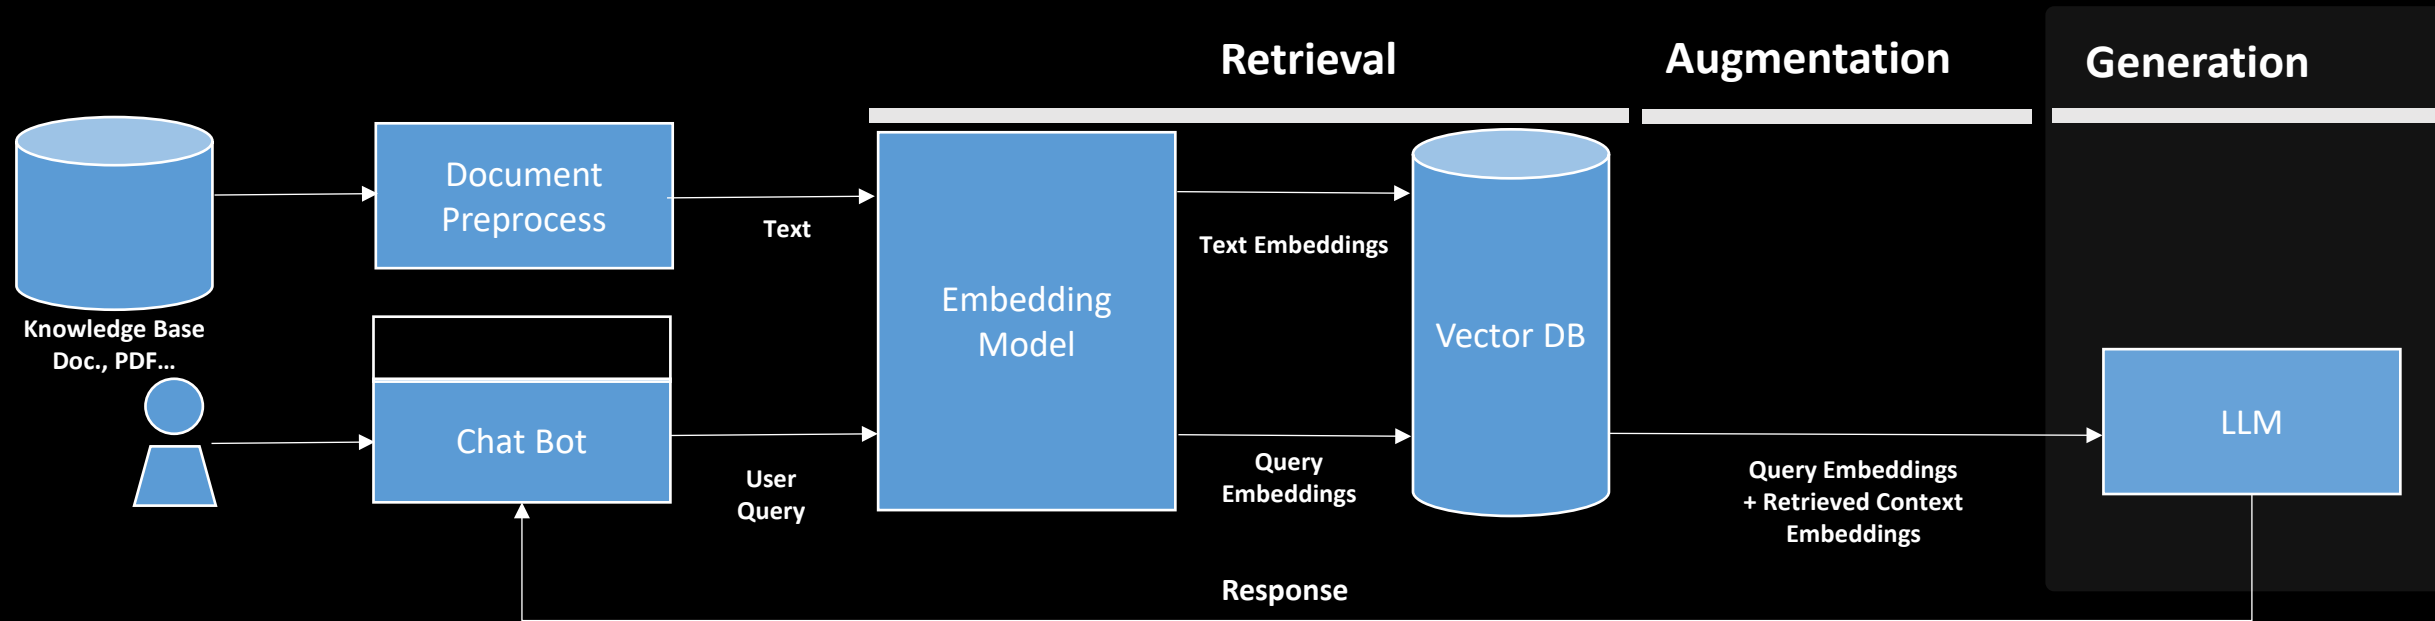 Retrieval
Augmentation
Generation
Document
Preprocess
Text
Text Embeddings
Embedding
Model
Vector DB
Knowledge Base
Doc., PDF...
Chat Bot
User
Query
Query
Embeddings
Query Embeddings
+ Retrieved Context
Embeddings
LLM
Response